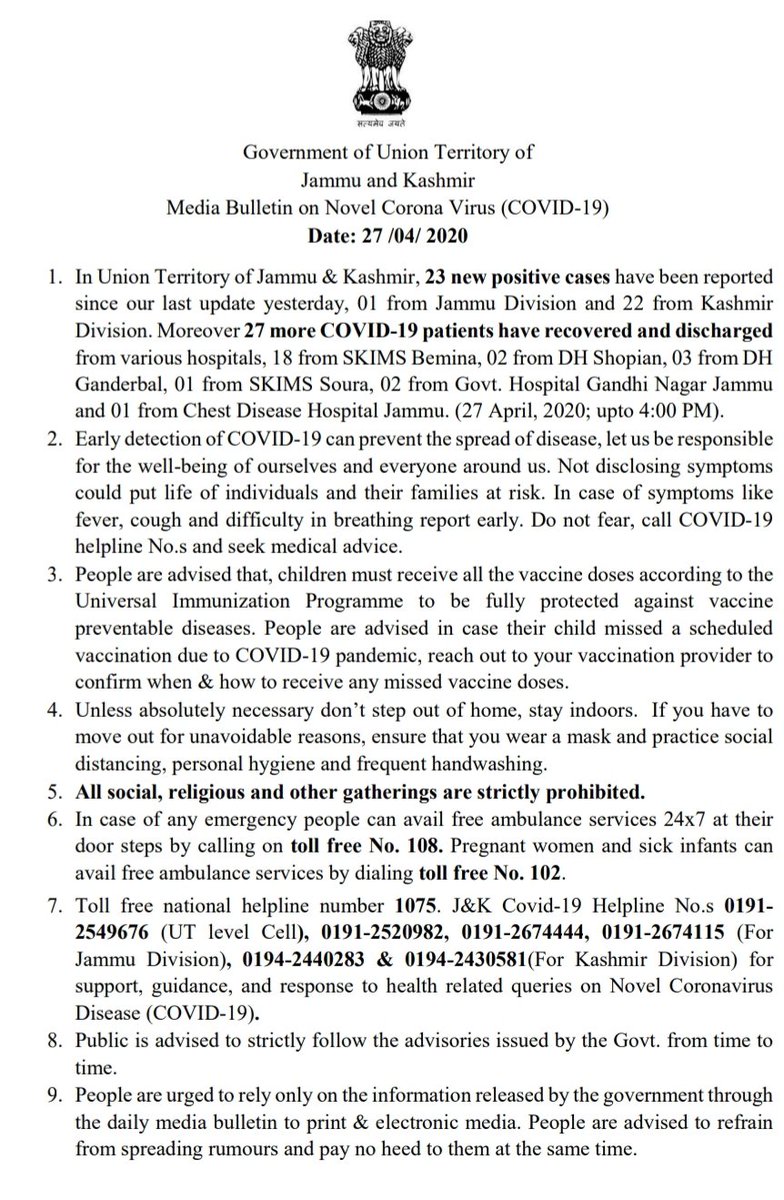 सत्यमेव जयते
Government of Union Territory of
Jammu and Kashmir
Media Bulletin on Novel Corona Virus (COVID-19)
Date: 27 /04/ 2020
1. In Union Territory of Jammu & Kashmir, 23 new positive cases have been reported
since our last update yesterday, 01 from Jammu Division and 22 from Kashmir
Division. Moreover 27 more COVID-19 patients have recovered and discharged
from various hospitals, 18 from SKIMS Bemina, 02 from DH Shopian, 03 from DH
Ganderbal, 01 from SKIMS Soura, 02 from Govt. Hospital Gandhi Nagar Jammu
and 01 from Chest Disease Hospital Jammu. (27 April, 2020; upto 4:00 PM).
2. Early detection of COVID-19 can prevent the spread of disease, let us be responsible
for the well-being of ourselves and everyone around us. Not disclosing symptoms
could put life of individuals and their families at risk. In case of symptoms like
fever, cough and difficulty in breathing report early. Do not fear, call COVID-19
helpline No.s and seek medical advice.
3. People are advised that, children must receive all the vaccine doses according to the
Universal Immunization Programme to be fully protected against vaccine
preventable diseases. People are advised in case their child missed a scheduled
vaccination due to COVID-19 pandemic, reach out to your vaccination provider to
confirm when & how to receive any missed vaccine doses.
4. Unless absolutely necessary don’t step out of home, stay indoors. If you have to
move out for unavoidable reasons, ensure that you wear a mask and practice social
distancing, personal hygiene and frequent handwashing.
5. All social, religious and other gatherings are strictly prohibited.
6. In case of any emergency people can avail free ambulance services 24x7 at their
door steps by calling on toll free No. 108. Pregnant women and sick infants can
avail free ambulance services by dialing toll free No. 102.
7. Toll free national helpline number 1075. J&K Covid-19 Helpline No.s 0191-
2549676 (UT level Cell), 0191-2520982, 0191-2674444, 0191-2674115 (For
Jammu Division), 0194-2440283 & 0194-2430581(For Kashmir Division) for
support, guidance, and response to health related queries on Novel Coronavirus
Disease (COVID-19).
8. Public is advised to strictly follow the advisories issued by the Govt. from time to
time.
9. People are urged to rely only on the information released by the government through
the daily media bulletin to print & electronic media. People are advised to refrain
from spreading rumours and pay no heed to them at the same time.